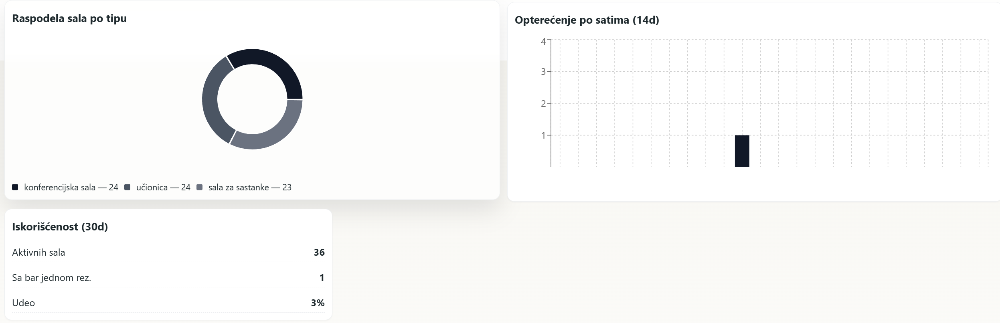 Raspodela sala po tipu
konferencijska sala — 24 učionica — 24 sala za sastanke — 23
Opterećenje po satima (14d)
4
3
2
1
Iskorišćenost (30d)
Aktivnih sala 36
Sa bar jednom rez. 1
Udeo 3%